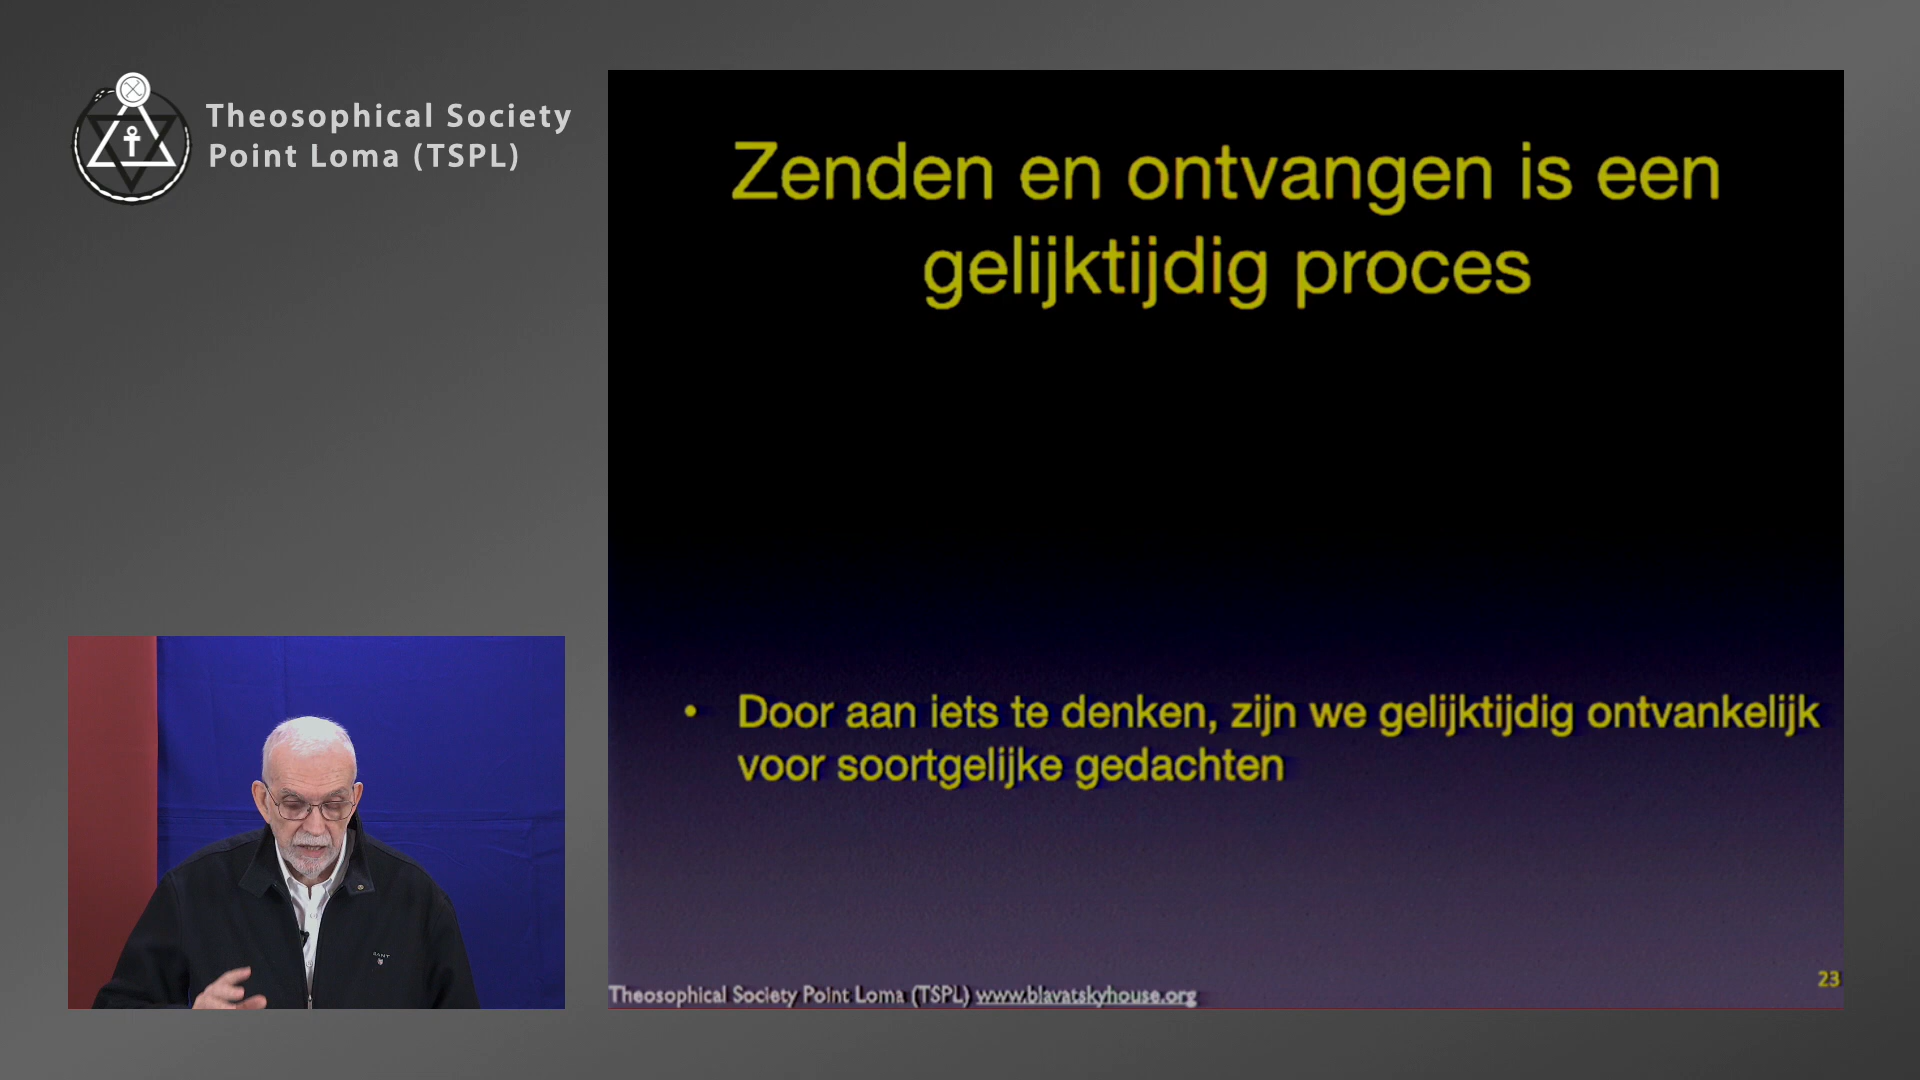 Theosophical Society
Point Loma (TSPL)
Zenden en ontvangen is een
gelijktijdig proces
• Door aan iets te denken, zijn we gelijktijdig ontvankelijk
voor soortgelijke gedachten
GANT
Theosophical Society Point Loma (TSPL) www.blavatskyhouse.org
23